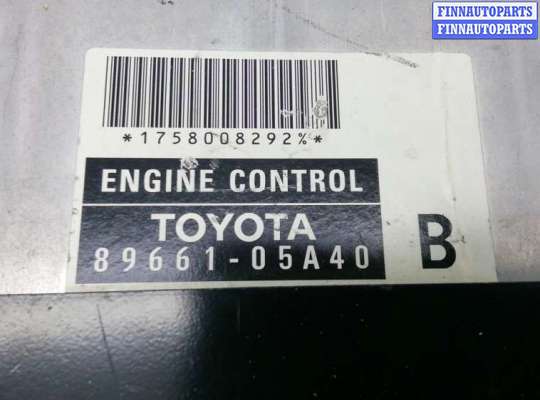 FINNAUTOPARTS
FINNAUTOPARTS
*1758008292%*
ENGINE CONTROL
TOYOTA
89661-05A40
B